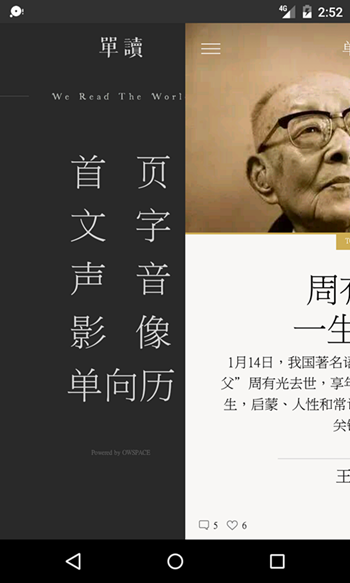 4G 2:52
單讀
We Read The Worl
首页
文字
声音
影像
单向历
Powered by OWSPACE
單
周有
一生
1月14日，我国著名语
父”周有光去世，享年
生，启蒙、人性和常识
关
王
5 6